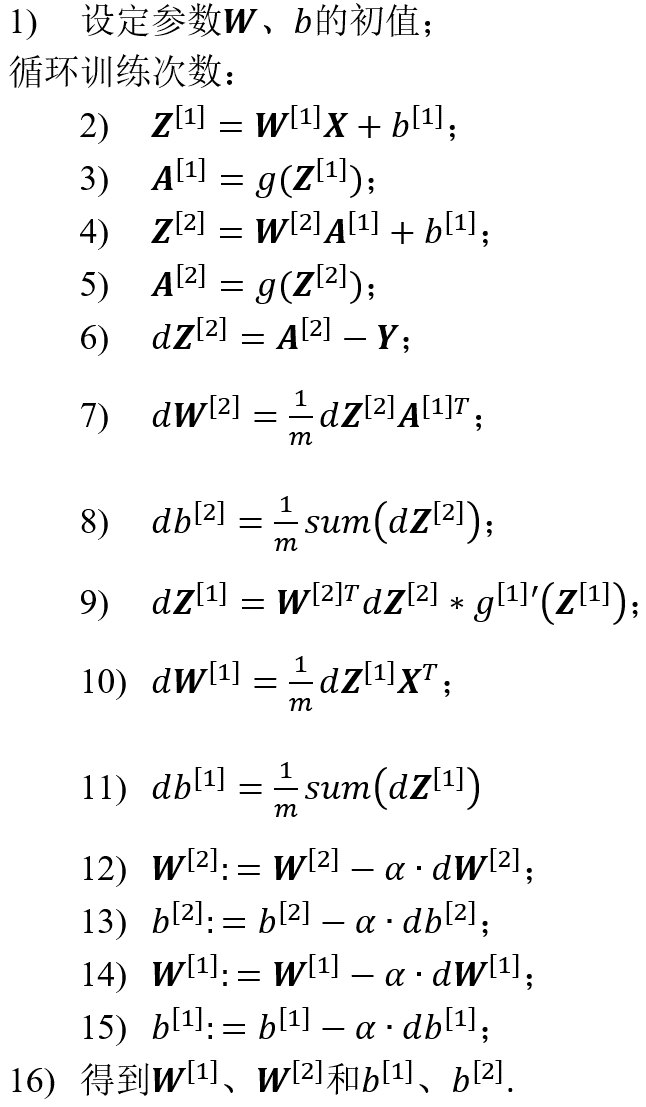 1) 设定参数W、b的初值；
循环训练次数：
2) Z^[1] = W^[1]X + b^[1]；
3) A^[1] = g(Z^[1])；
4) Z^[2] = W^[2]A^[1] + b^[1]；
5) A^[2] = g(Z^[2])；
6) dZ^[2] = A^[2] − Y；
7) dW^[2] = 1/m dZ^[2]A^[1]T；
8) db^[2] = 1/m sum(dZ^[2])；
9) dZ^[1] = W^[2]T dZ^[2] * g^[1]′(Z^[1])；
10) dW^[1] = 1/m dZ^[1]X^T；
11) db^[1] = 1/m sum(dZ^[1])
12) W^[2]:= W^[2] − α · dW^[2]；
13) b^[2]:= b^[2] − α · db^[2]；
14) W^[1]:= W^[1] − α · dW^[1]；
15) b^[1]:= b^[1] − α · db^[1]；
16) 得到W^[1]、W^[2]和b^[1]、b^[2].